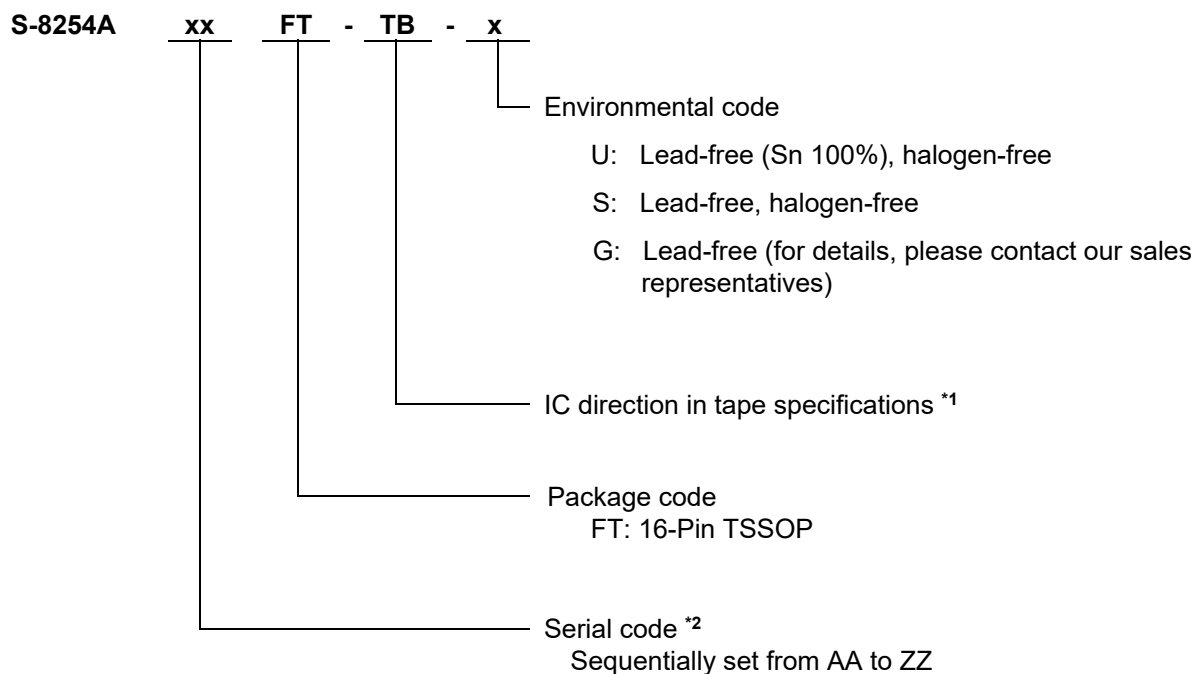 S-8254A xx FT - TB - x
Environmental code
U: Lead-free (Sn 100%), halogen-free
S: Lead-free, halogen-free
G: Lead-free (for details, please contact our sales
representatives)
IC direction in tape specifications *1
Package code
FT: 16-Pin TSSOP
Serial code *2
Sequentially set from AA to ZZ